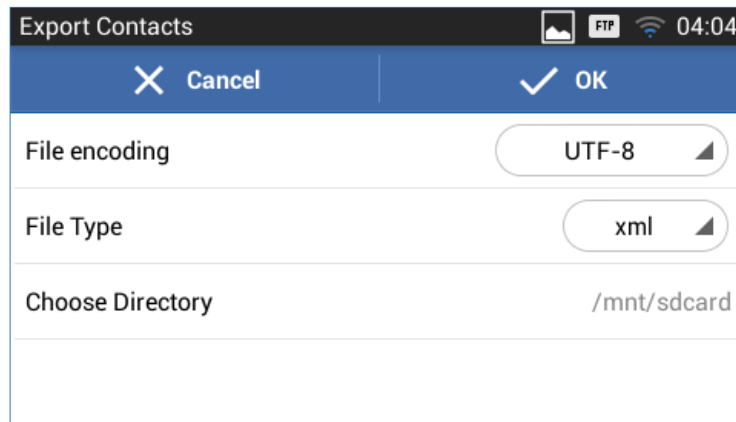 Export Contacts FTP 04:04
Cancel OK
File encoding UTF-8
File Type xml
Choose Directory /mnt/sdcard